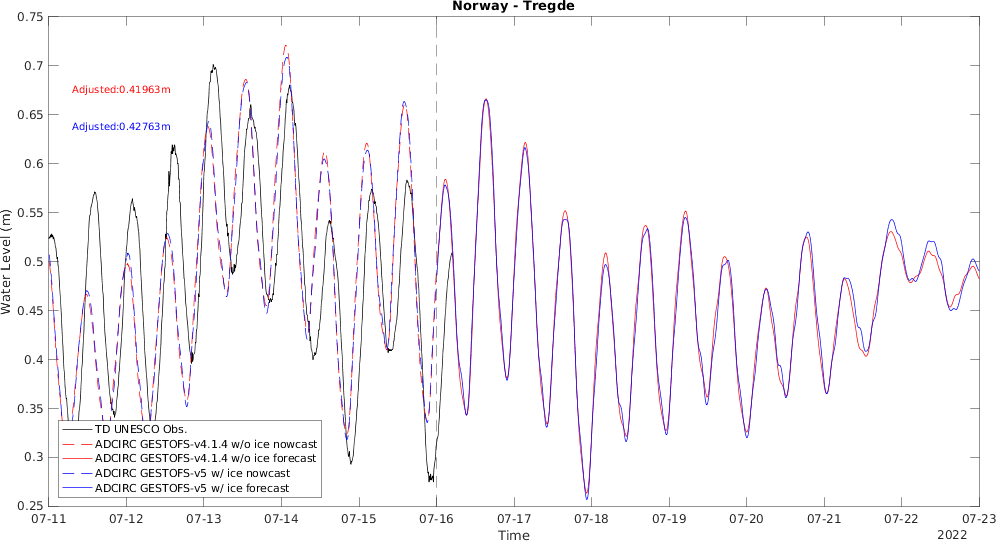 Norway - Tregde
0.75
0.7
0.65
0.6
0.55
0.5
0.45
0.4
0.35
0.3
0.25
Water Level (m)
Adjusted:0.41963m
Adjusted:0.42763m
TD UNESCO Obs.
ADCIRC GESTOFS-v4.1.4 w/o ice nowcast
ADCIRC GESTOFS-v4.1.4 w/o ice forecast
ADCIRC GESTOFS-v5 w/ ice nowcast
ADCIRC GESTOFS-v5 w/ ice forecast
07-11 07-12 07-13 07-14 07-15 07-16 07-17 07-18 07-19 07-20 07-21 07-22 07-23
Time
2022